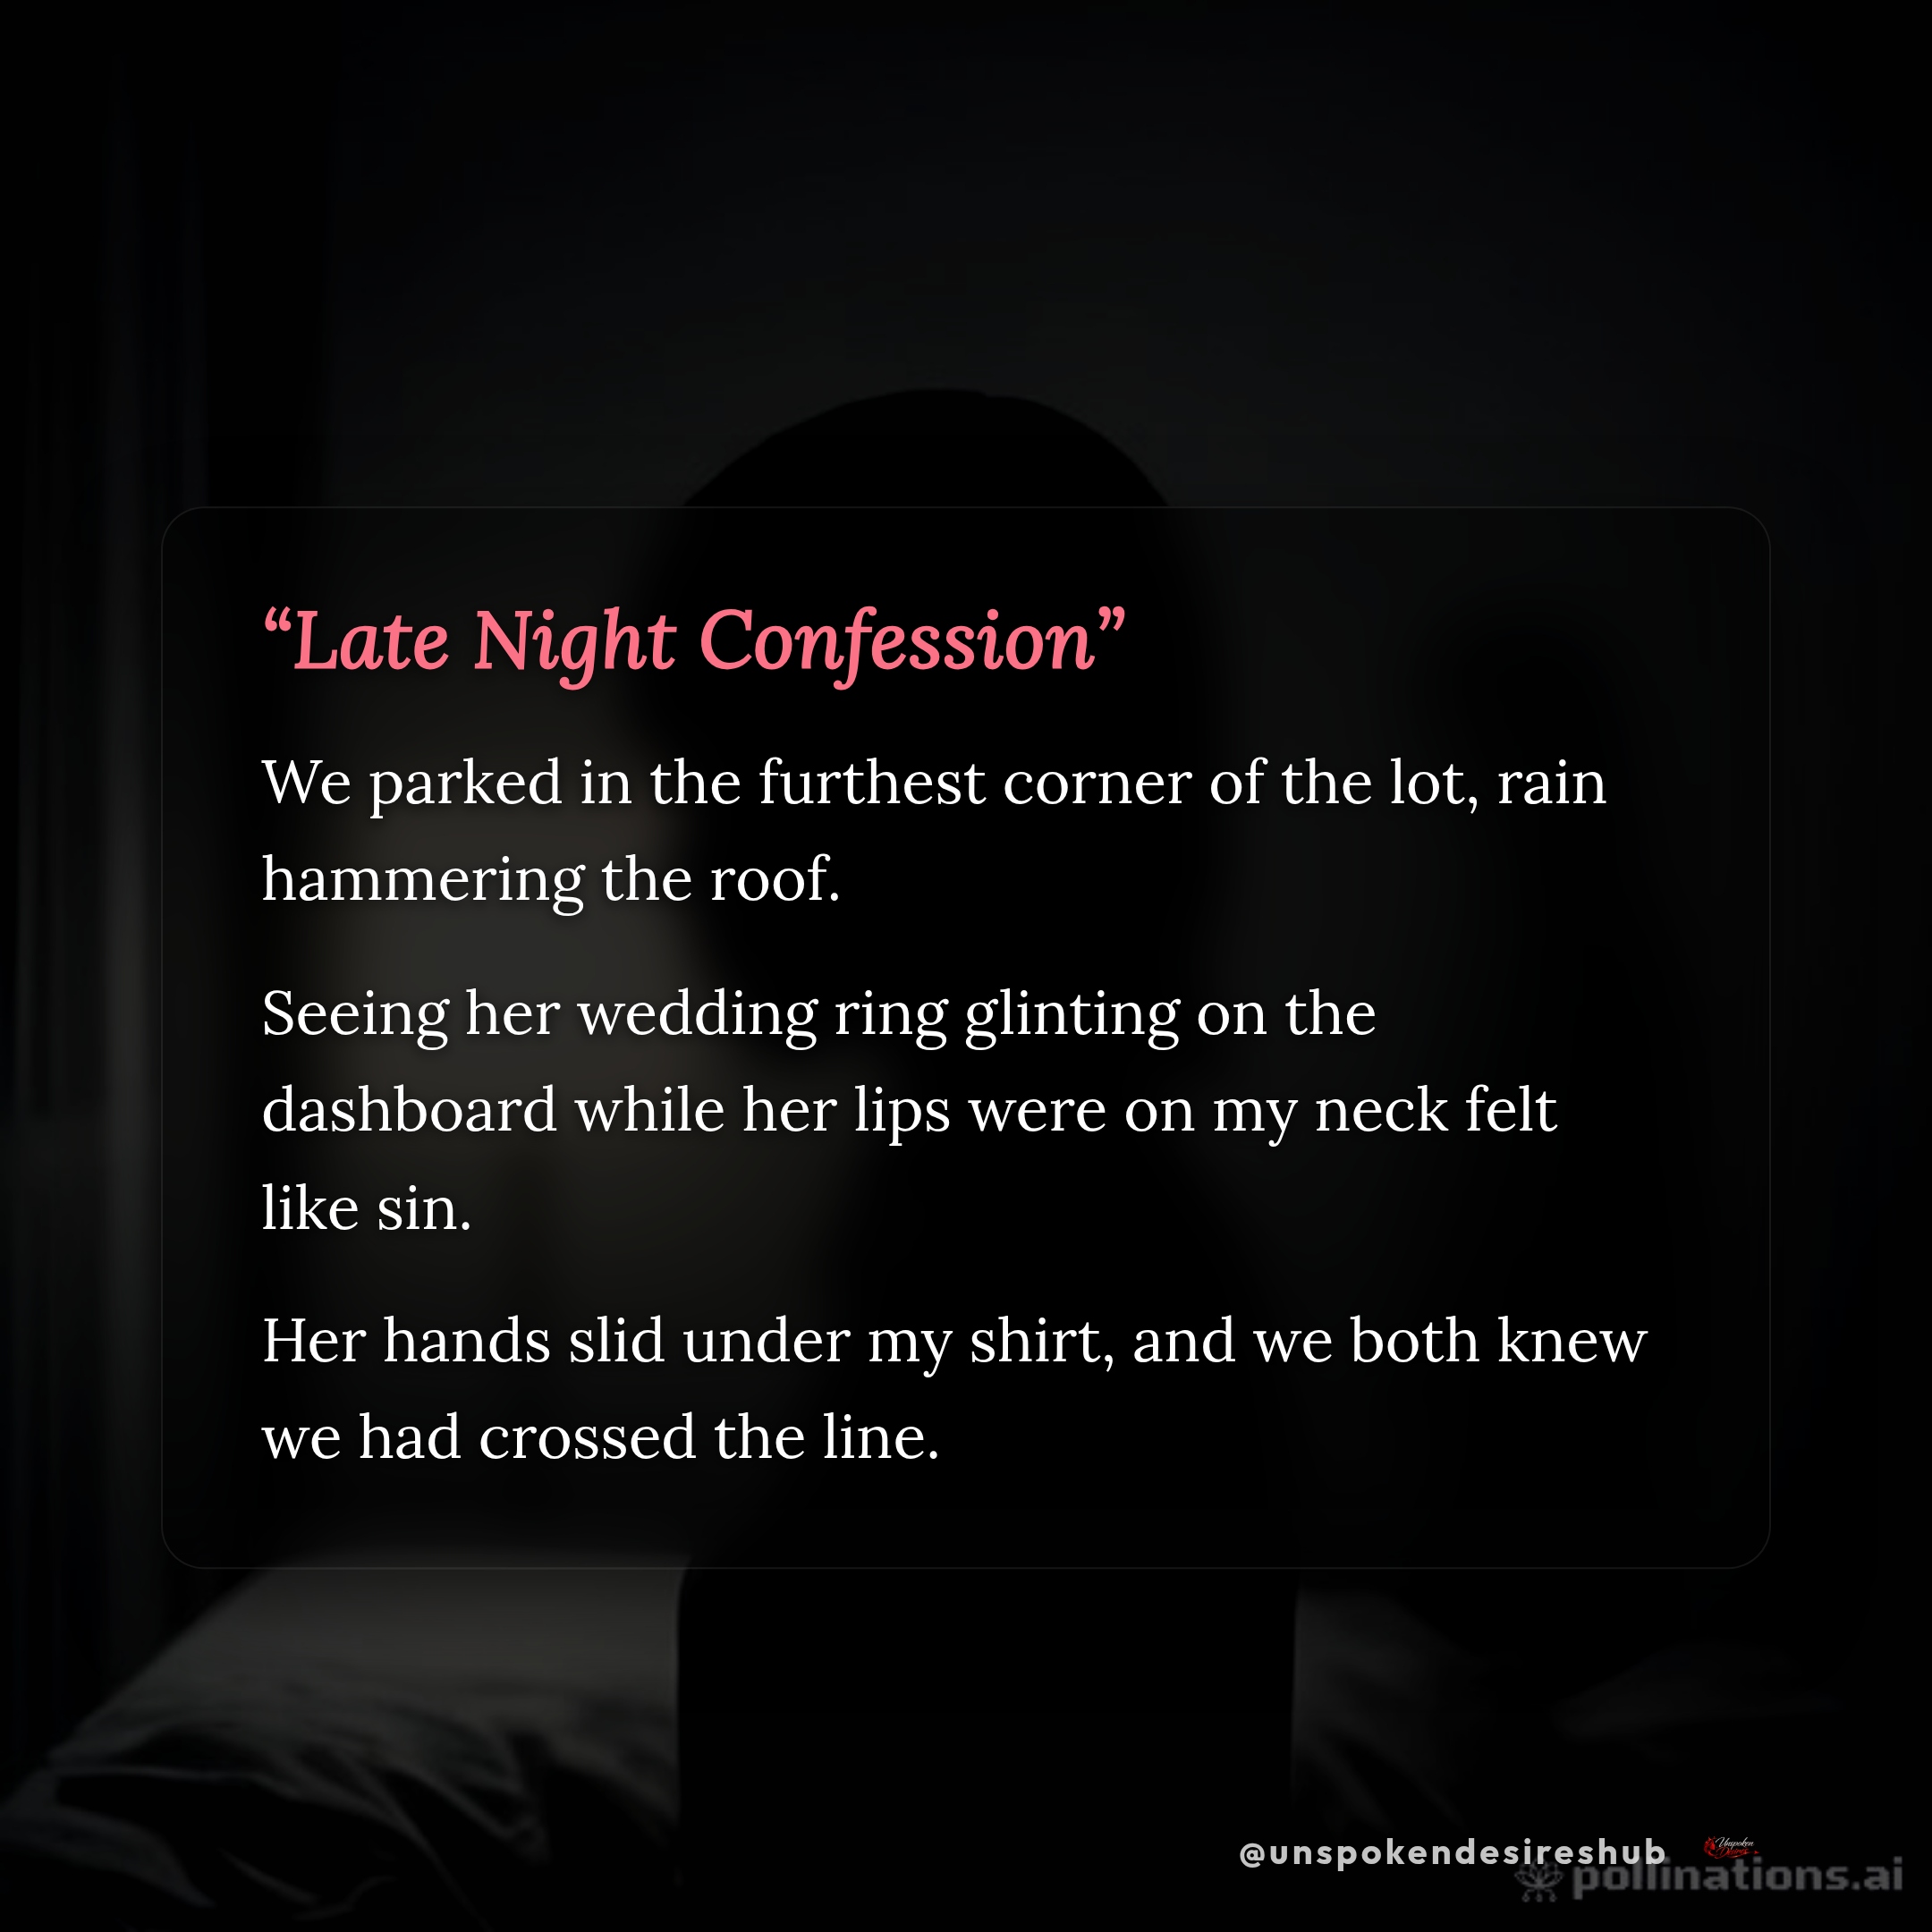 “Late Night Confession”
We parked in the furthest corner of the lot, rain
hammering the roof.
Seeing her wedding ring glinting on the
dashboard while her lips were on my neck felt
like sin.
Her hands slid under my shirt, and we both knew
we had crossed the line.
@unspokendesireshub
Unspoken
Desires
pollinations.ai